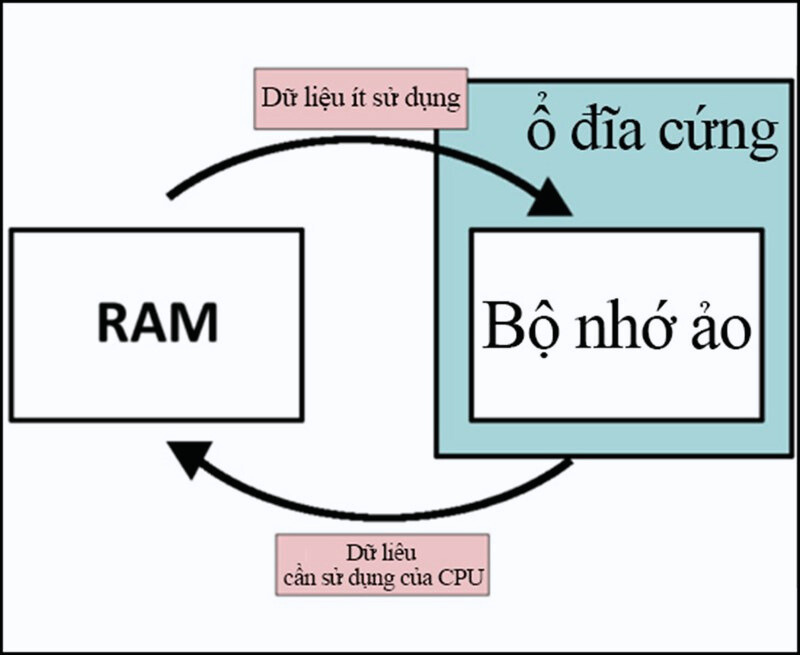 Dữ liệu ít sử dụng
ổ đĩa cứng
RAM
Bộ nhớ ảo
Dữ liêu
cần sử dụng của CPU